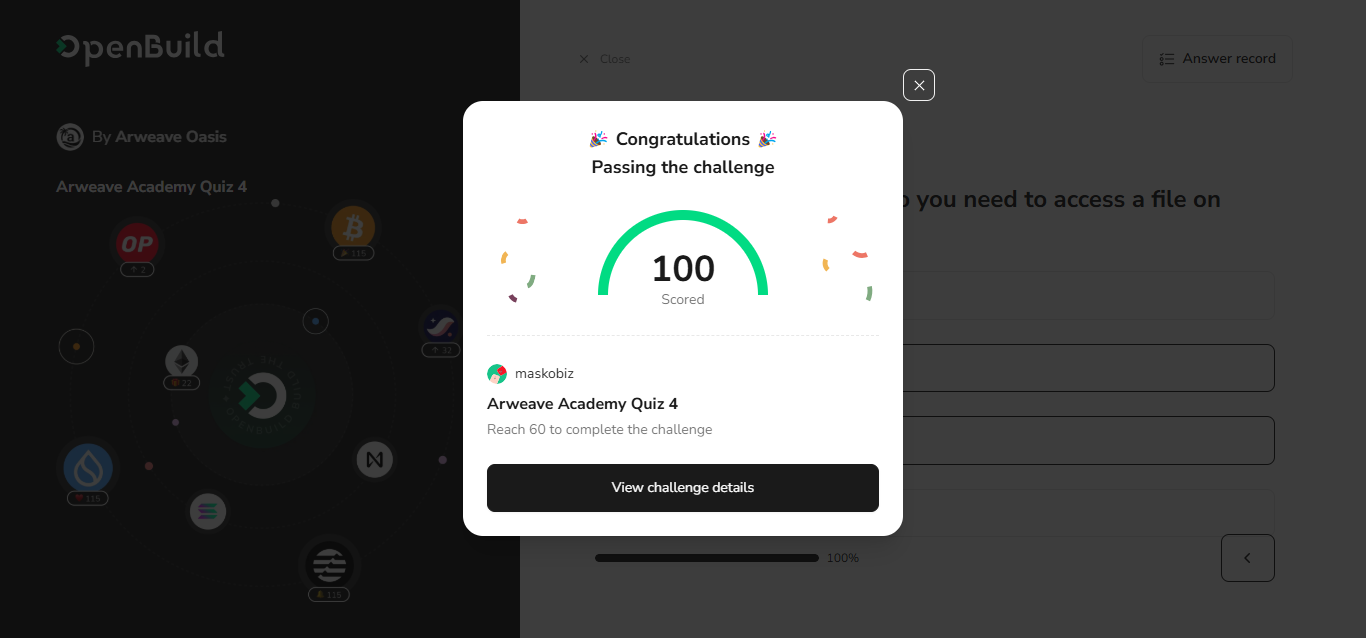 OpenBuild
By Arweave Oasis
Arweave Academy Quiz 4
OP
2
115
32
22
115
115
Close
Answer record
you need to access a file on
100%
🎉 Congratulations 🎉
Passing the challenge
100
Scored
maskobiz
Arweave Academy Quiz 4
Reach 60 to complete the challenge
View challenge details